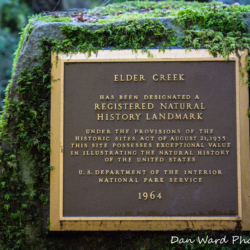 ELDER CREEK
HAS BEEN DESIGNATED A
REGISTERED NATURAL
HISTORY LANDMARK
UNDER THE PROVISIONS OF THE
HISTORIC SITES ACT OF AUGUST 21, 1935
THIS SITE POSSESSES EXCEPTIONAL VALUE
IN ILLUSTRATING THE NATURAL HISTORY
OF THE UNITED STATES
U.S. DEPARTMENT OF THE INTERIOR
NATIONAL PARK SERVICE
1964
Dan Ward Pho